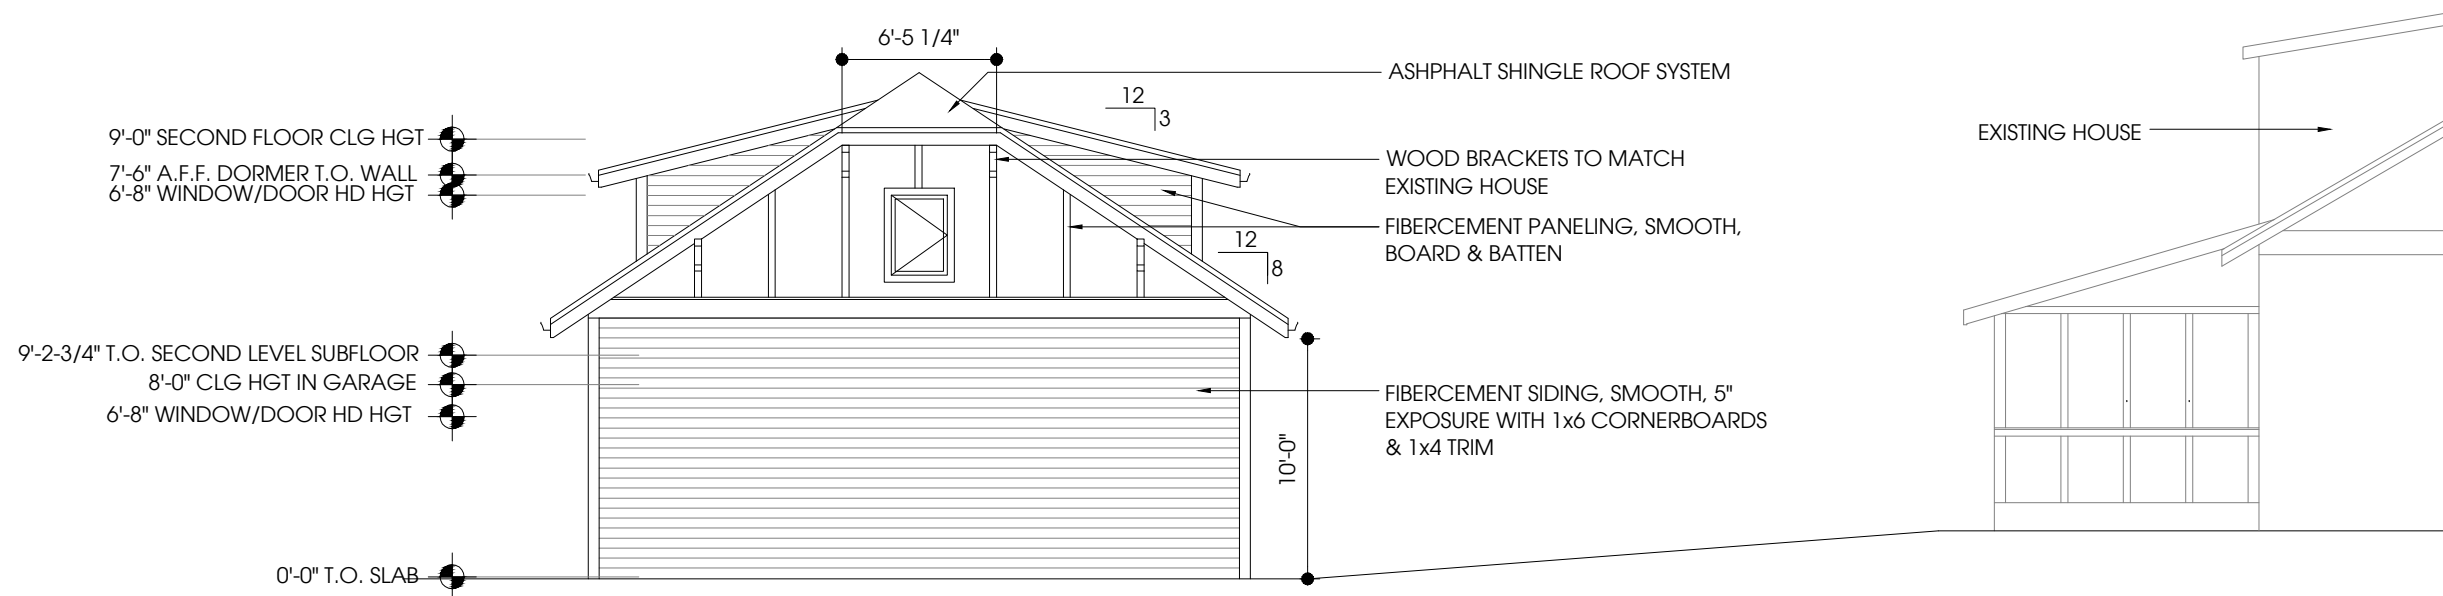 6'-5 1/4"
ASHPHALT SHINGLE ROOF SYSTEM
12
3
9'-0" SECOND FLOOR CLG HGT
EXISTING HOUSE
WOOD BRACKETS TO MATCH
EXISTING HOUSE
7'-6" A.F.F. DORMER T.O. WALL
6'-8" WINDOW/DOOR HD HGT
FIBERCEMENT PANELING, SMOOTH,
BOARD & BATTEN
12
8
9'-2-3/4" T.O. SECOND LEVEL SUBFLOOR
8'-0" CLG HGT IN GARAGE
6'-8" WINDOW/DOOR HD HGT
FIBERCEMENT SIDING, SMOOTH, 5"
EXPOSURE WITH 1x6 CORNERBOARDS
& 1x4 TRIM
10'-0"
0'-0" T.O. SLAB